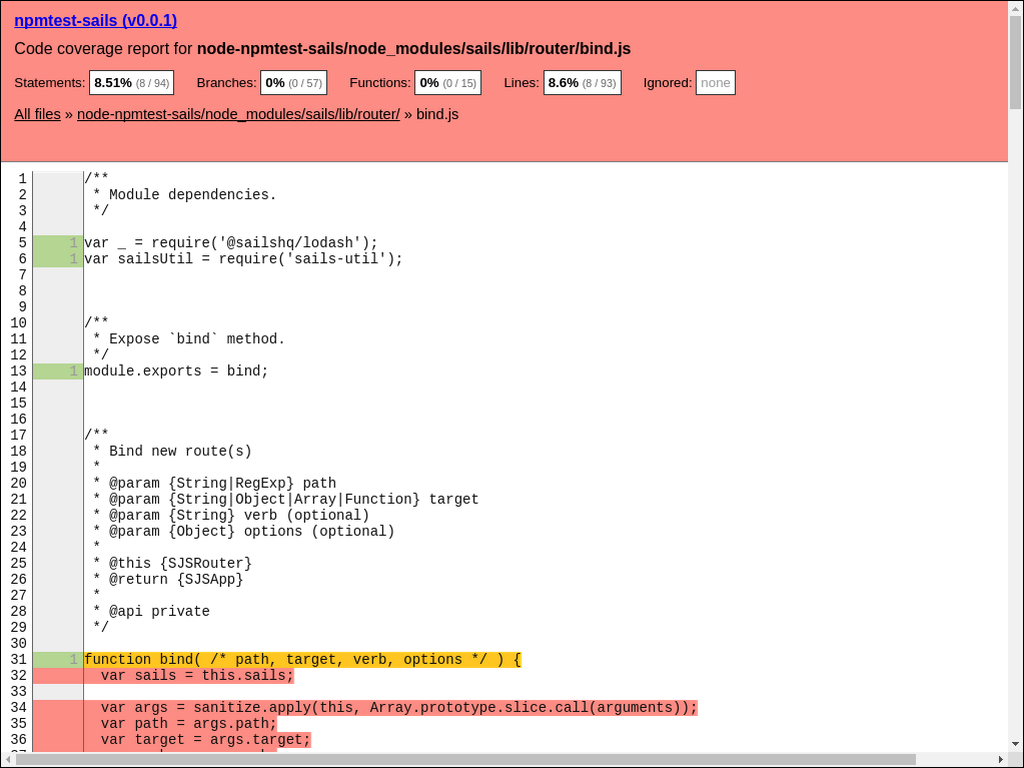 npmtest-sails (v0.0.1)
Code coverage report for node-npmtest-sails/node_modules/sails/lib/router/bind.js
Statements: 8.51% (8 / 94) Branches: 0% (0 / 57) Functions: 0% (0 / 15) Lines: 8.6% (8 / 93) Ignored: none
All files » node-npmtest-sails/node_modules/sails/lib/router/ » bind.js
1 /**
2  * Module dependencies.
3  */
4
5 1 var _ = require('@sailshq/lodash');
6 1 var sailsUtil = require('sails-util');
7
8
9
10 /**
11  * Expose `bind` method.
12  */
13 1 module.exports = bind;
14
15
16
17 /**
18  * Bind new route(s)
19  *
20  * @param {String|RegExp} path
21  * @param {String|Object|Array|Function} target
22  * @param {String} verb (optional)
23  * @param {Object} options (optional)
24  *
25  * @this {SJSRouter}
26  * @return {SJSApp}
27  *
28  * @api private
29  */
30
31 1 function bind( /* path, target, verb, options */ ) {
32   var sails = this.sails;
33
34   var args = sanitize.apply(this, Array.prototype.slice.call(arguments));
35   var path = args.path;
36   var target = args.target;